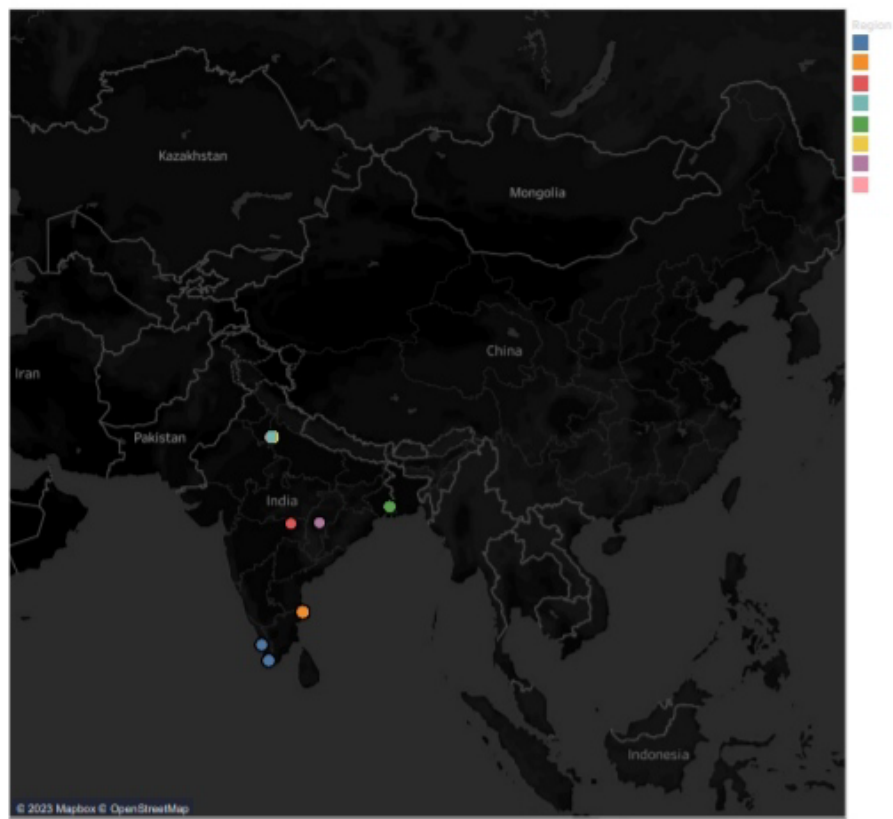 Region
Kazakhstan
Mongolia
China
Iran
Pakistan
India
Indonesia
© 2023 Mapbox © OpenStreetMap